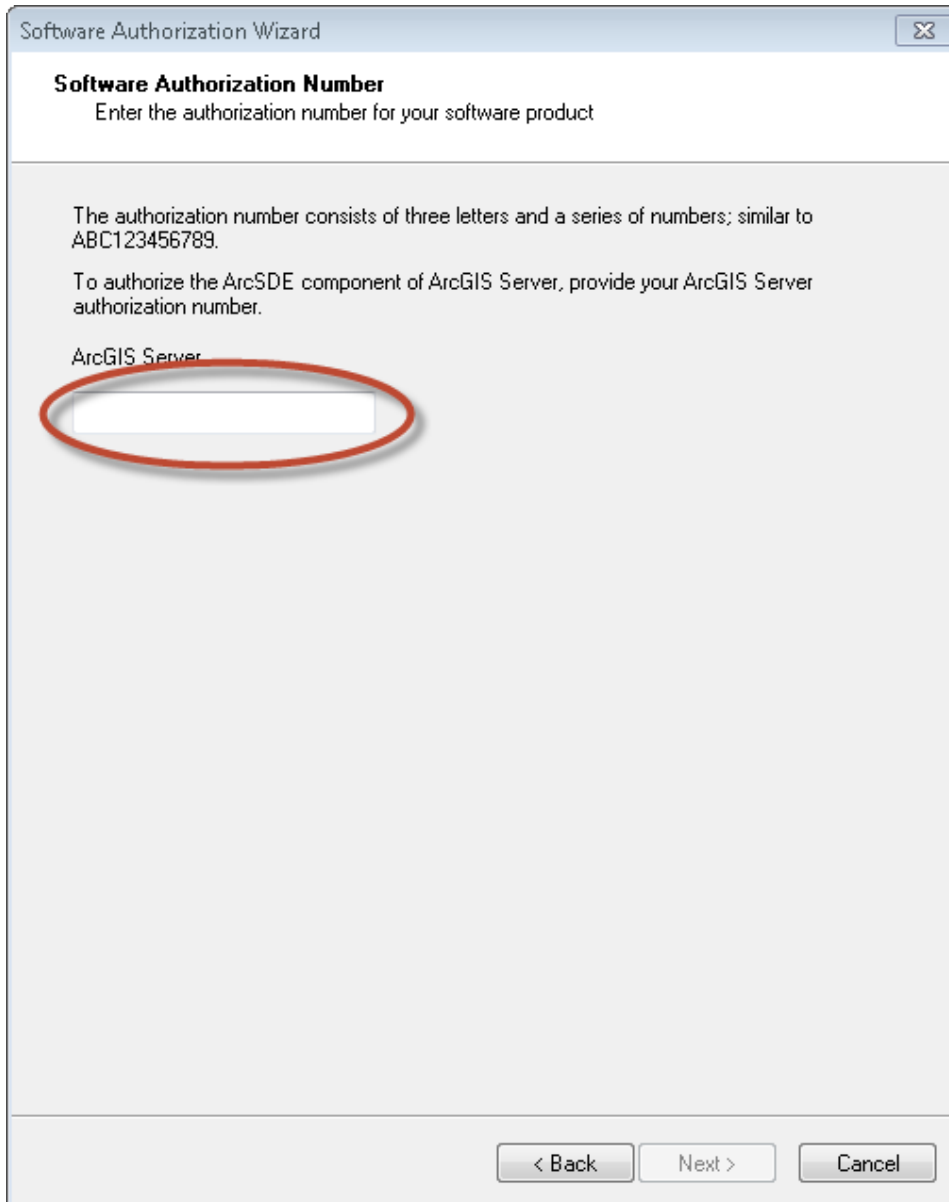 Software Authorization Wizard
Software Authorization Number
Enter the authorization number for your software product
The authorization number consists of three letters and a series of numbers; similar to
ABC123456789.
To authorize the ArcSDE component of ArcGIS Server, provide your ArcGIS Server
authorization number.
ArcGIS Server
< Back Next > Cancel